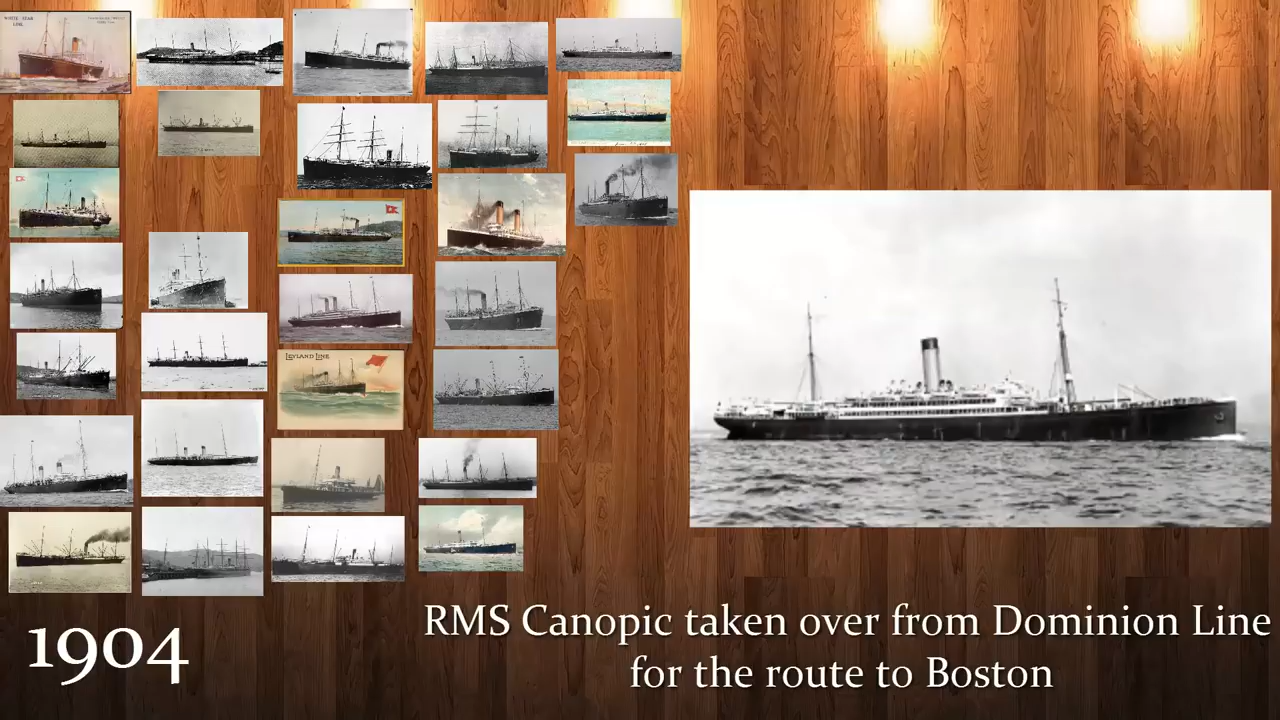 WHITE STAR
LINE
LEYLAND LINE
1904
RMS Canopic taken over from Dominion Line
for the route to Boston